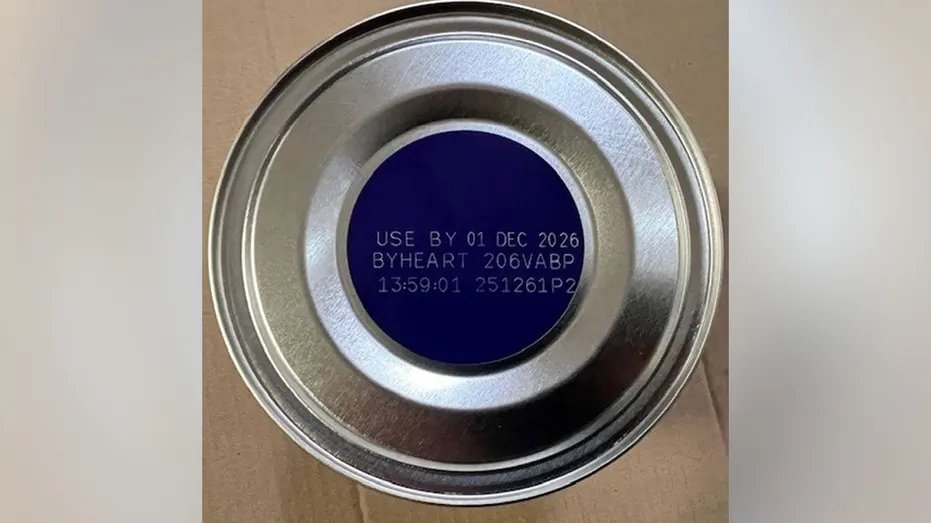 USE BY 01 DEC 2026
BYHEART 206VABP
13:59:01 251261P2